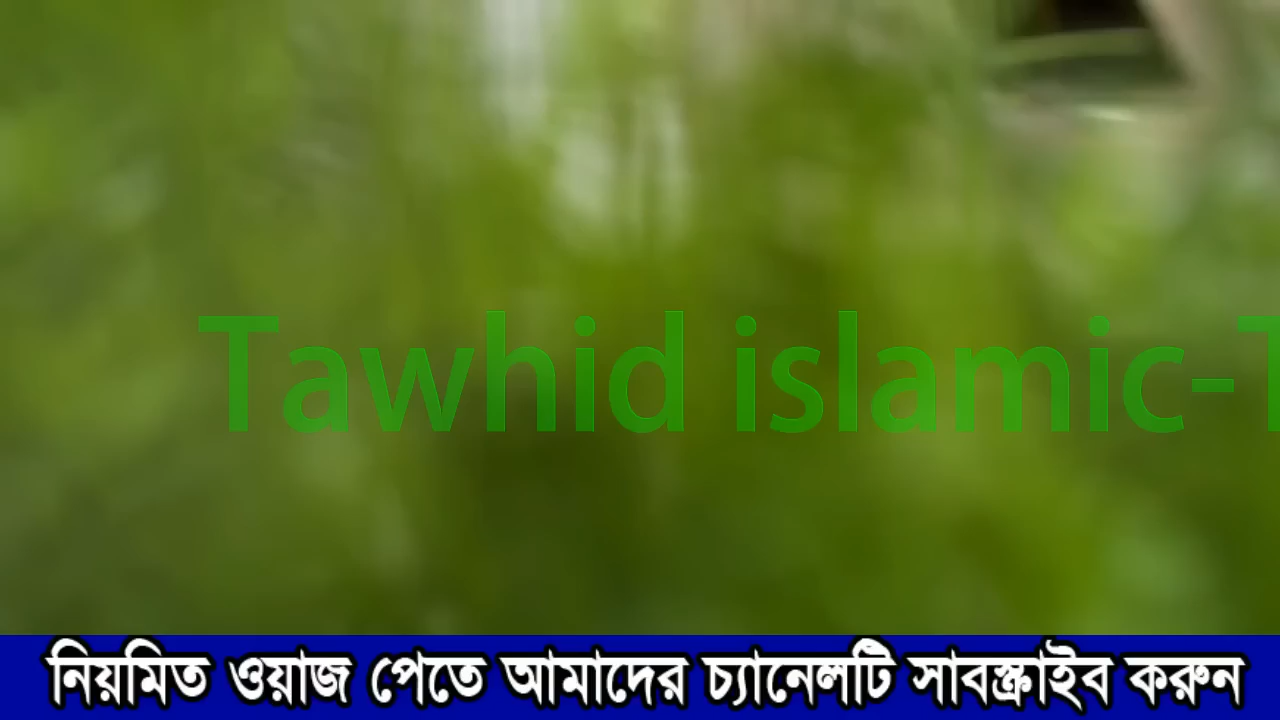 Tawhid islamic-T
নিয়মিত ওয়াজ পেতে আমাদের চ্যানেলটি সাবস্ক্রাইব করুন